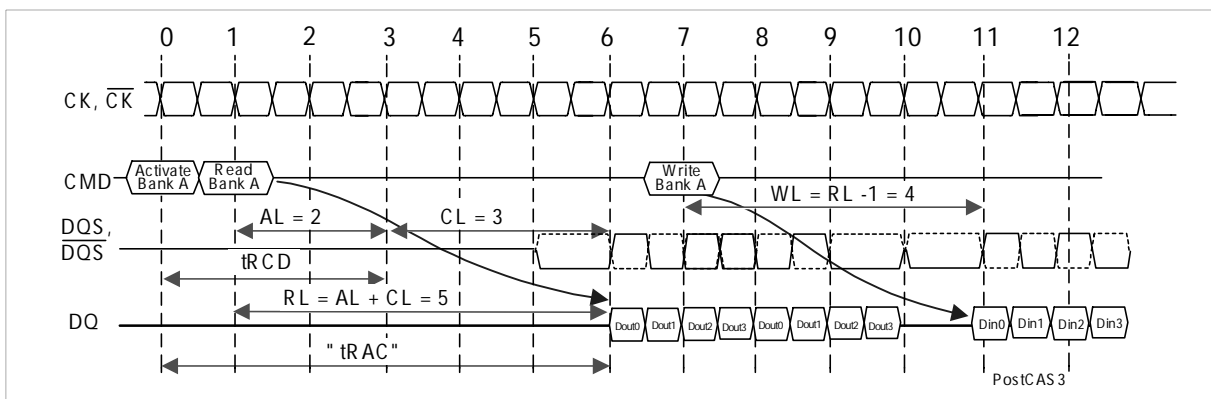 0 1 2 3 4 5 6 7 8 9 10 11 12
CK, CK
CMD
Activate
Bank A
Read
Bank A
Write
Bank A
WL = RL -1 = 4
AL = 2
CL = 3
DQS,
DQS
tRCD
RL = AL + CL = 5
DQ
Dout0 Dout1 Dout2 Dout3 Dout0 Dout1 Dout2 Dout3
Din0 Din1 Din2 Din3
" tRAC"
PostCAS3